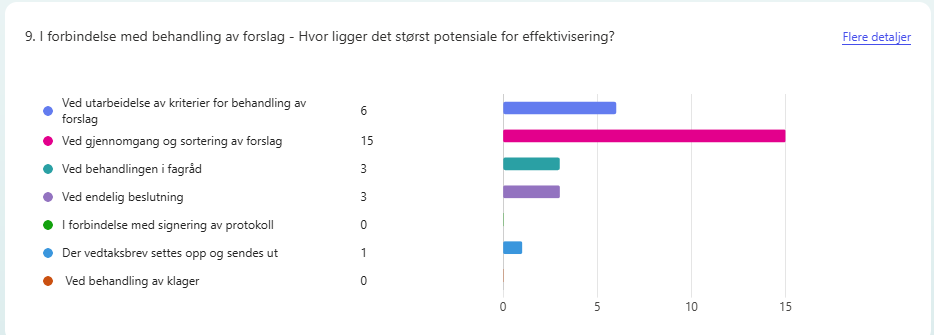 9. I forbindelse med behandling av forslag - Hvor ligger det størst potensiale for effektivisering?
Flere detaljer
Ved utarbeidelse av kriterier for behandling av
forslag
6
Ved gjennomgang og sortering av forslag
15
Ved behandlingen i fagråd
3
Ved endelig beslutning
3
I forbindelse med signering av protokoll
0
Der vedtaksbrev settes opp og sendes ut
1
Ved behandling av klager
0
0 5 10 15